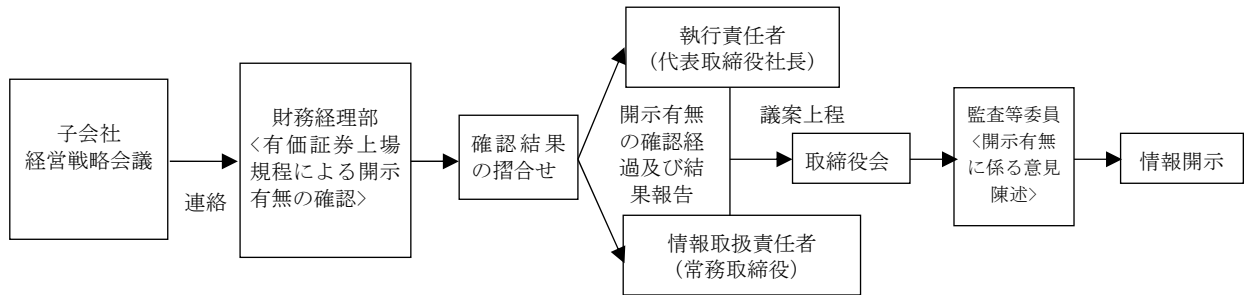 子会社
経営戦略会議
連絡
財務経理部
<有価証券上場
規程による開示
有無の確認>
確認結果
の摺合せ
執行責任者
（代表取締役社長）
開示有無
の確認経
過及び結
果報告
情報取扱責任者
（常務取締役）
議案上程
取締役会
監査等委員
<開示有無
に係る意見
陳述>
情報開示